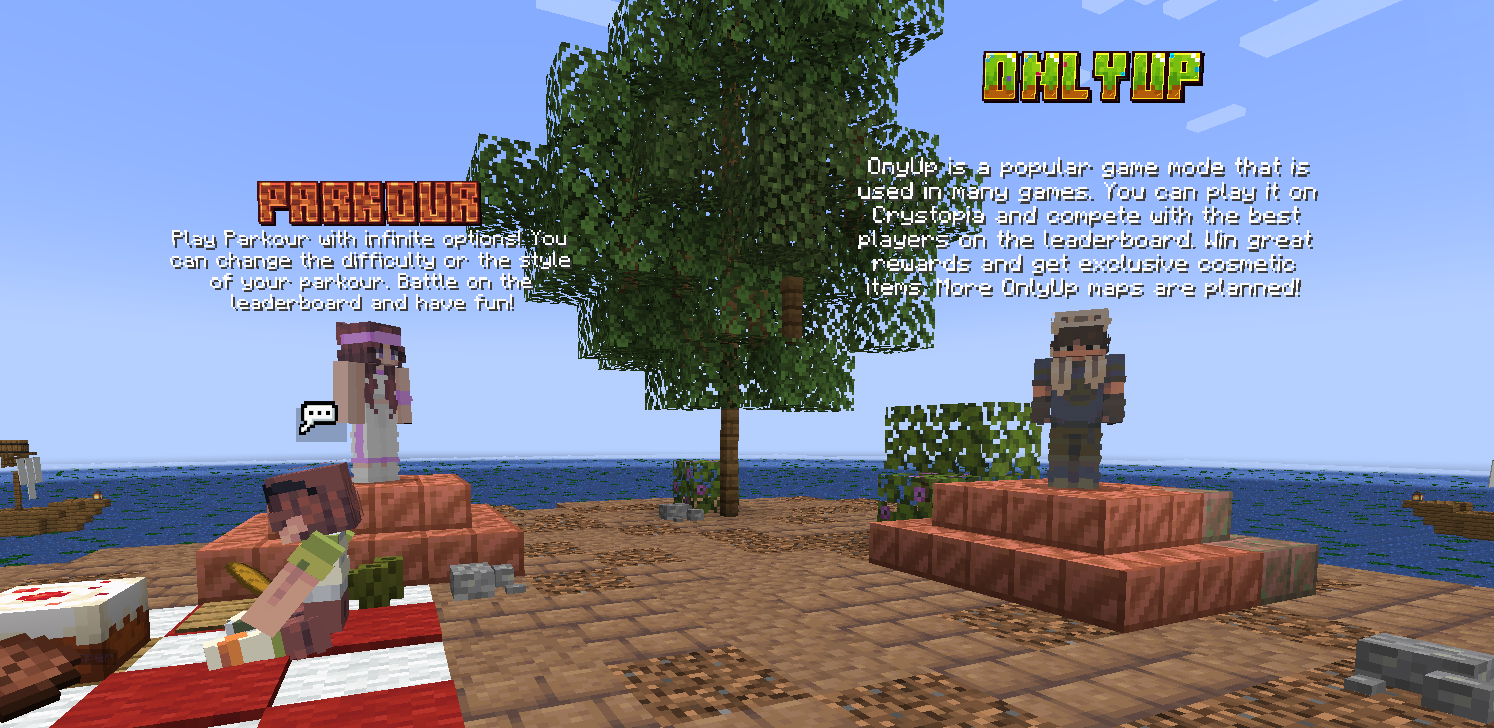 PARKOUR
Play Parkour with infinite options! You
can change the difficulty or the style
of your parkour. Battle on the
leaderboard and have fun!
ONLYUP
OnyUp is a popular game mode that is
used in many games. You can play it on
Crystopia and compete with the best
players on the leaderboard. Win great
rewards and get exclusive cosmetic
items. More OnlyUp maps are planned!